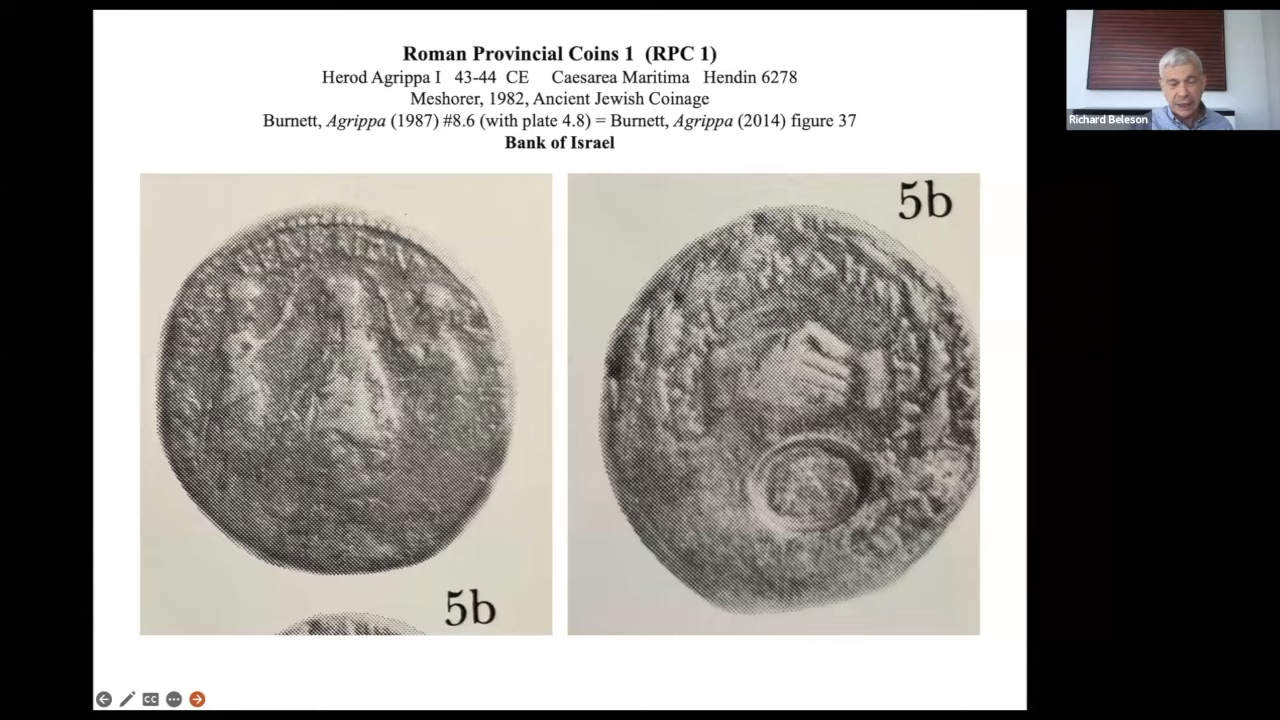 Roman Provincial Coins 1 (RPC 1)
Herod Agrippa I 43-44 CE Caesarea Maritima Hendin 6278
Meshorer, 1982, Ancient Jewish Coinage
Burnett, Agrippa (1987) #8.6 (with plate 4.8) = Burnett, Agrippa (2014) figure 37
Bank of Israel
5b
5b
CC
Richard Beleson